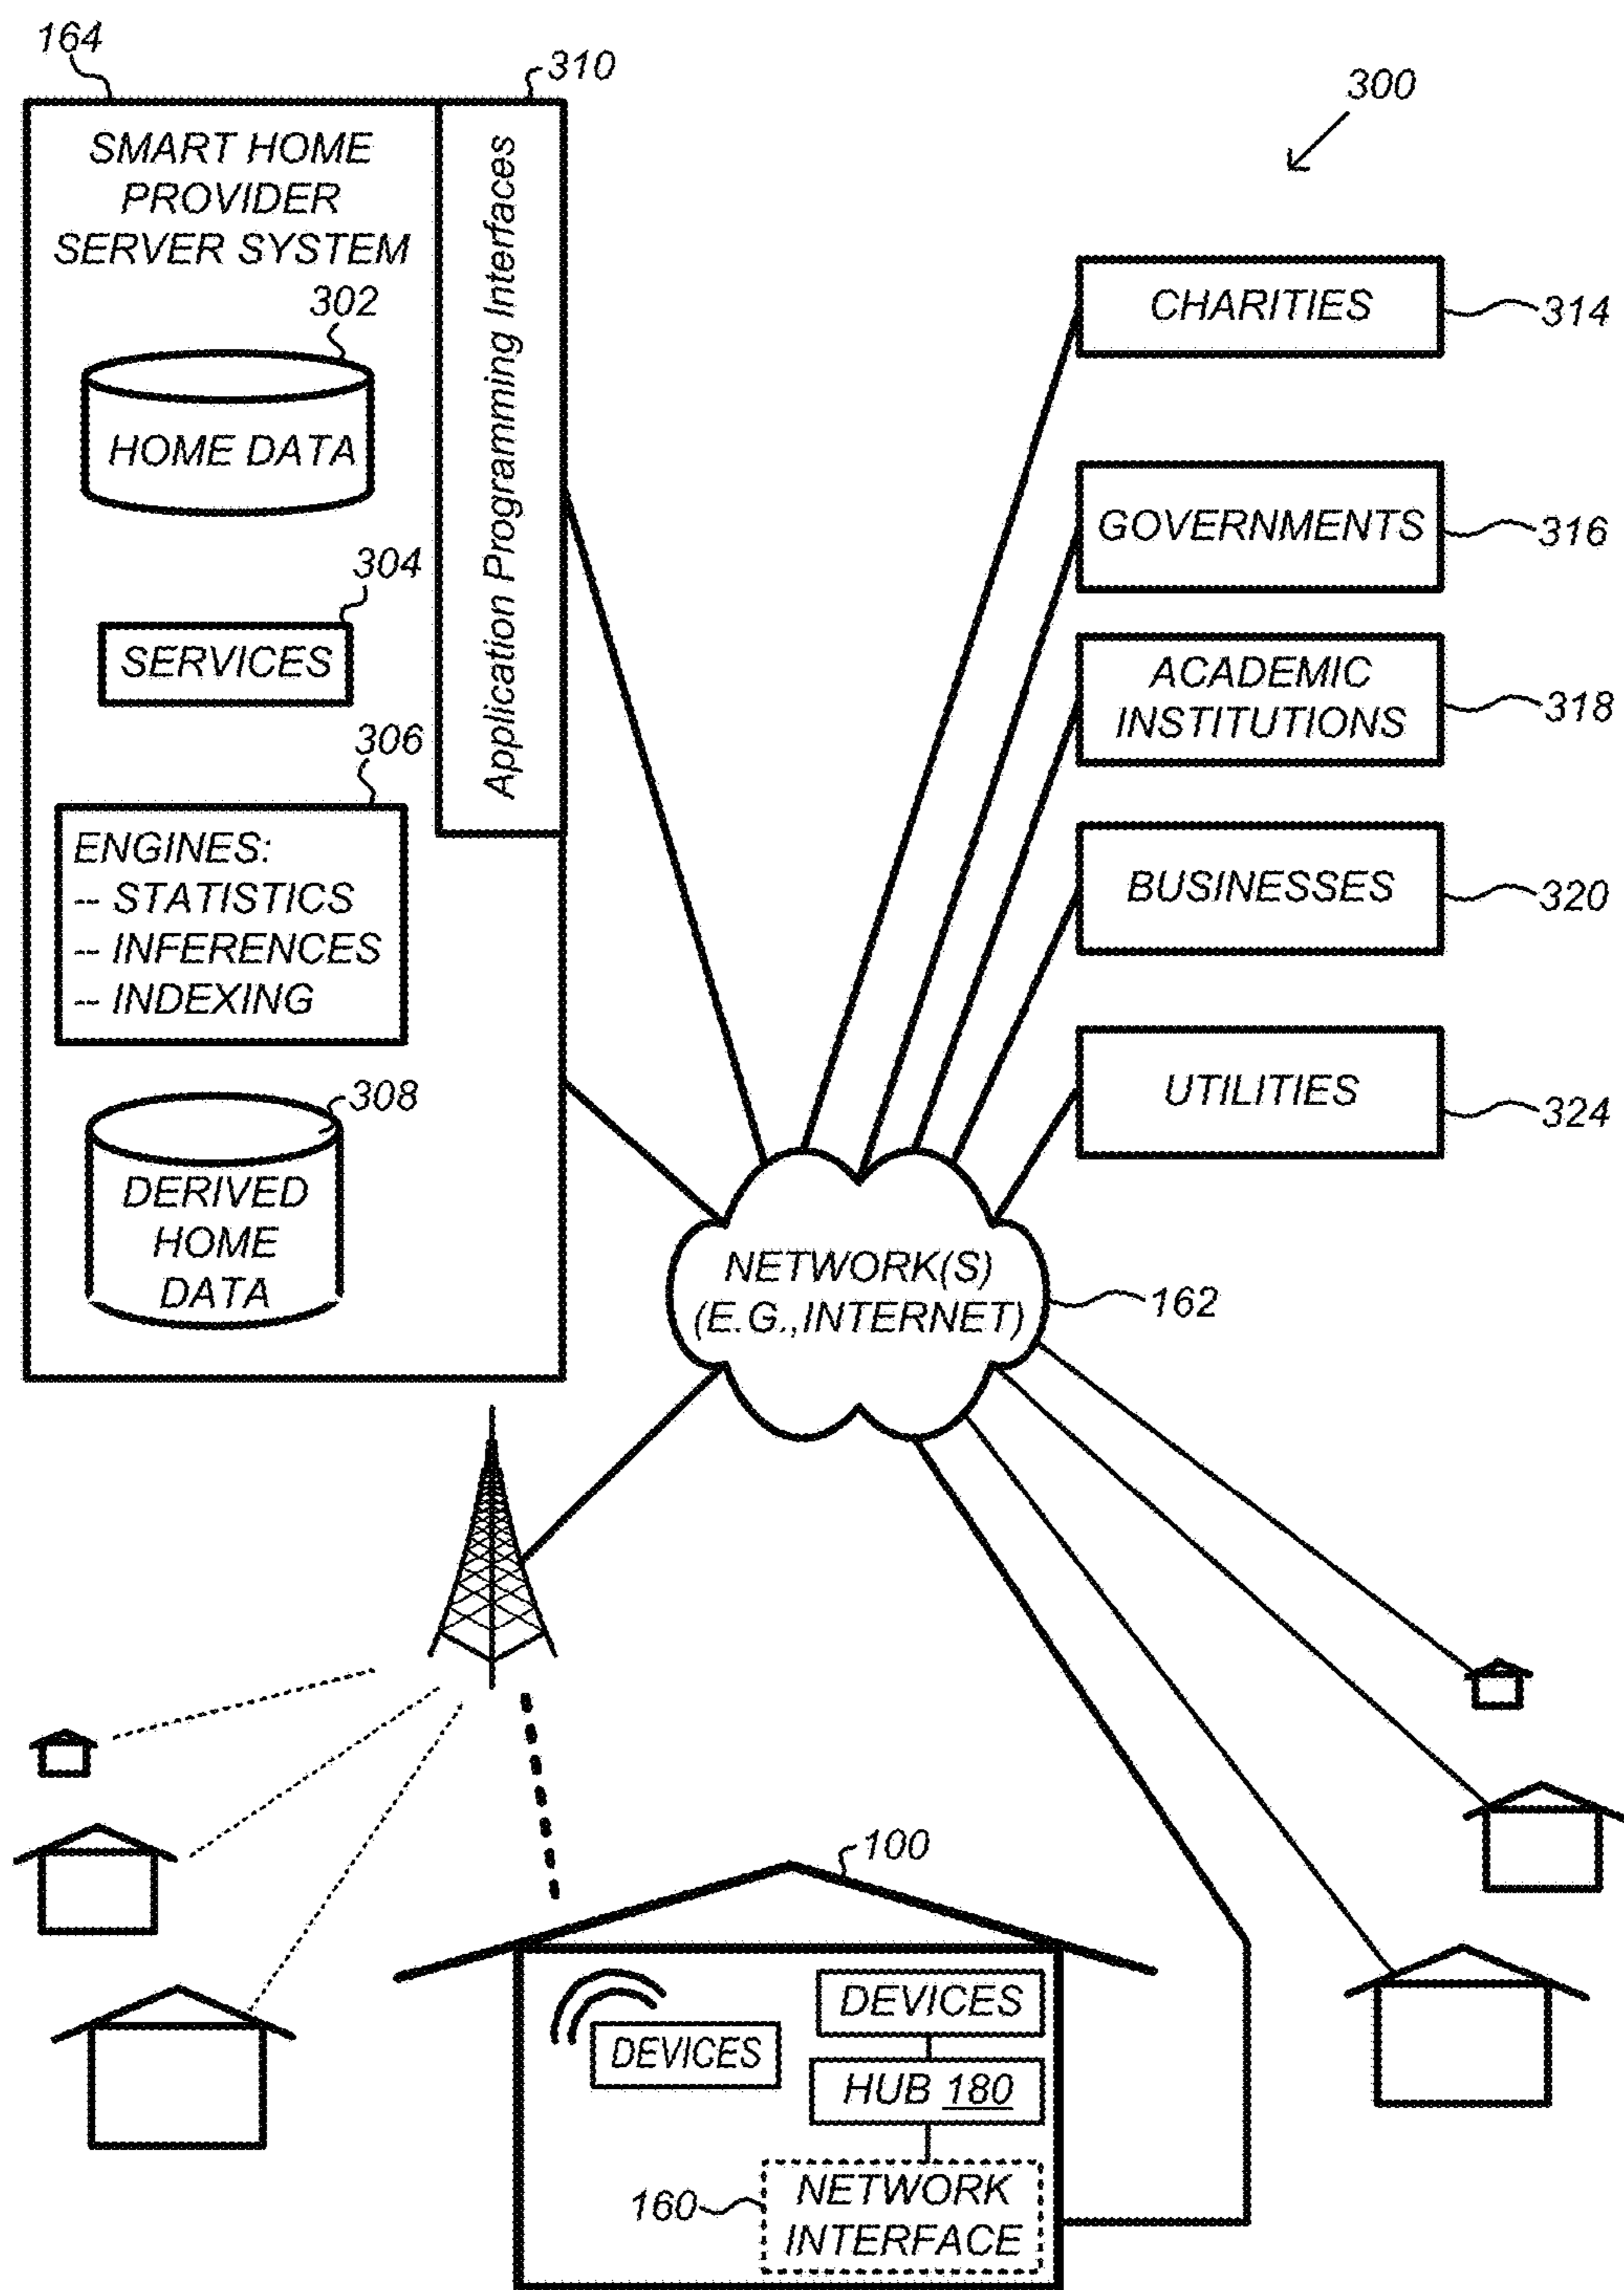 164
310
300
SMART HOME
PROVIDER
SERVER SYSTEM
Application Programming Interfaces
302
HOME DATA
304
SERVICES
306
ENGINES:
-- STATISTICS
-- INFERENCES
-- INDEXING
308
DERIVED
HOME
DATA
CHARITIES
314
GOVERNMENTS
316
ACADEMIC
INSTITUTIONS
318
BUSINESSES
320
UTILITIES
324
NETWORK(S)
(E.G.,INTERNET)
162
100
DEVICES
DEVICES
HUB 180
160
NETWORK
INTERFACE